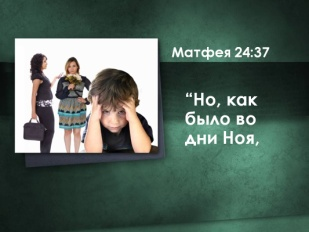 Матфея 24:37
“Но, как
было во
дни Ноя,